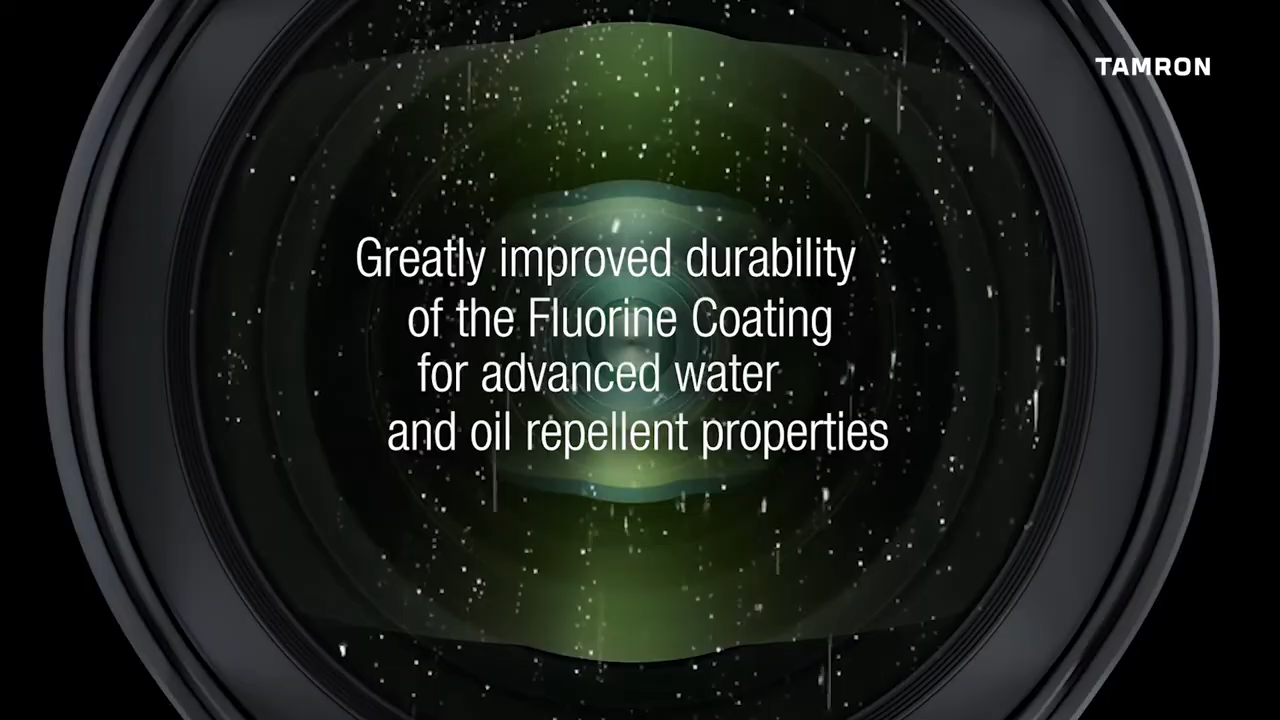 TAMRON
Greatly improved durability
of the Fluorine Coating
for advanced water
and oil repellent properties